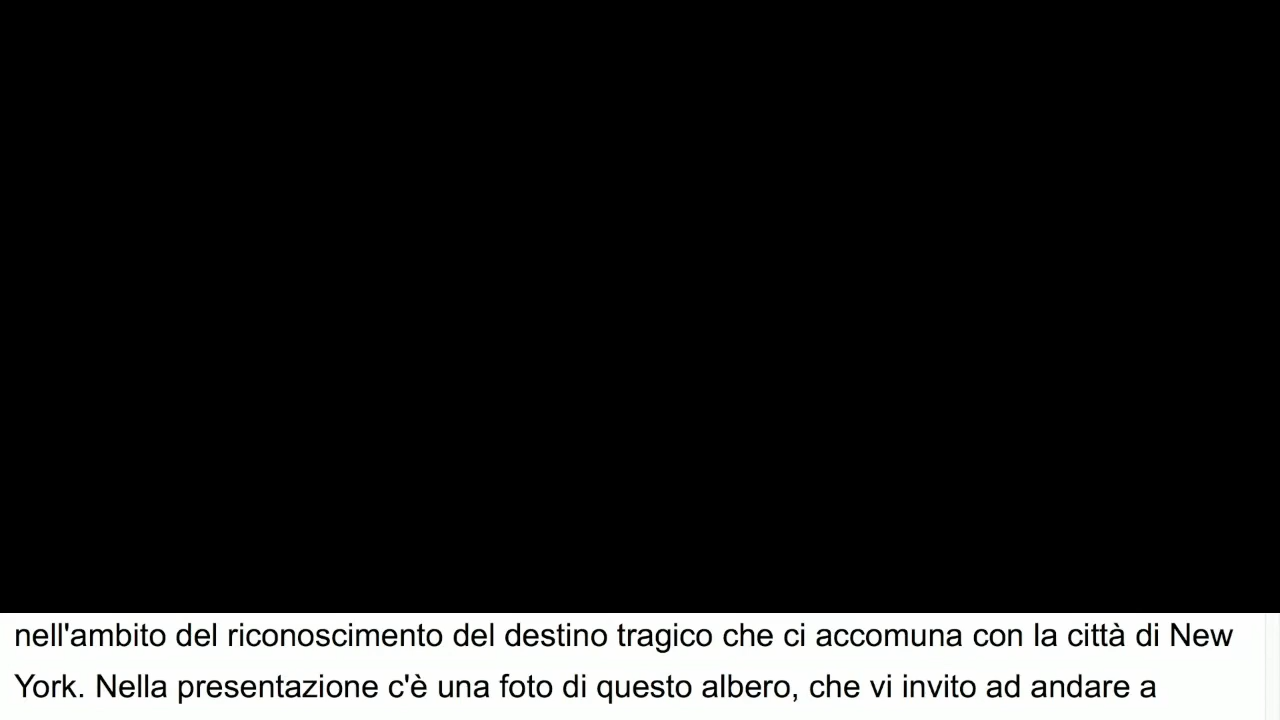 nell'ambito del riconoscimento del destino tragico che ci accomuna con la città di New
York. Nella presentazione c'è una foto di questo albero, che vi invito ad andare a